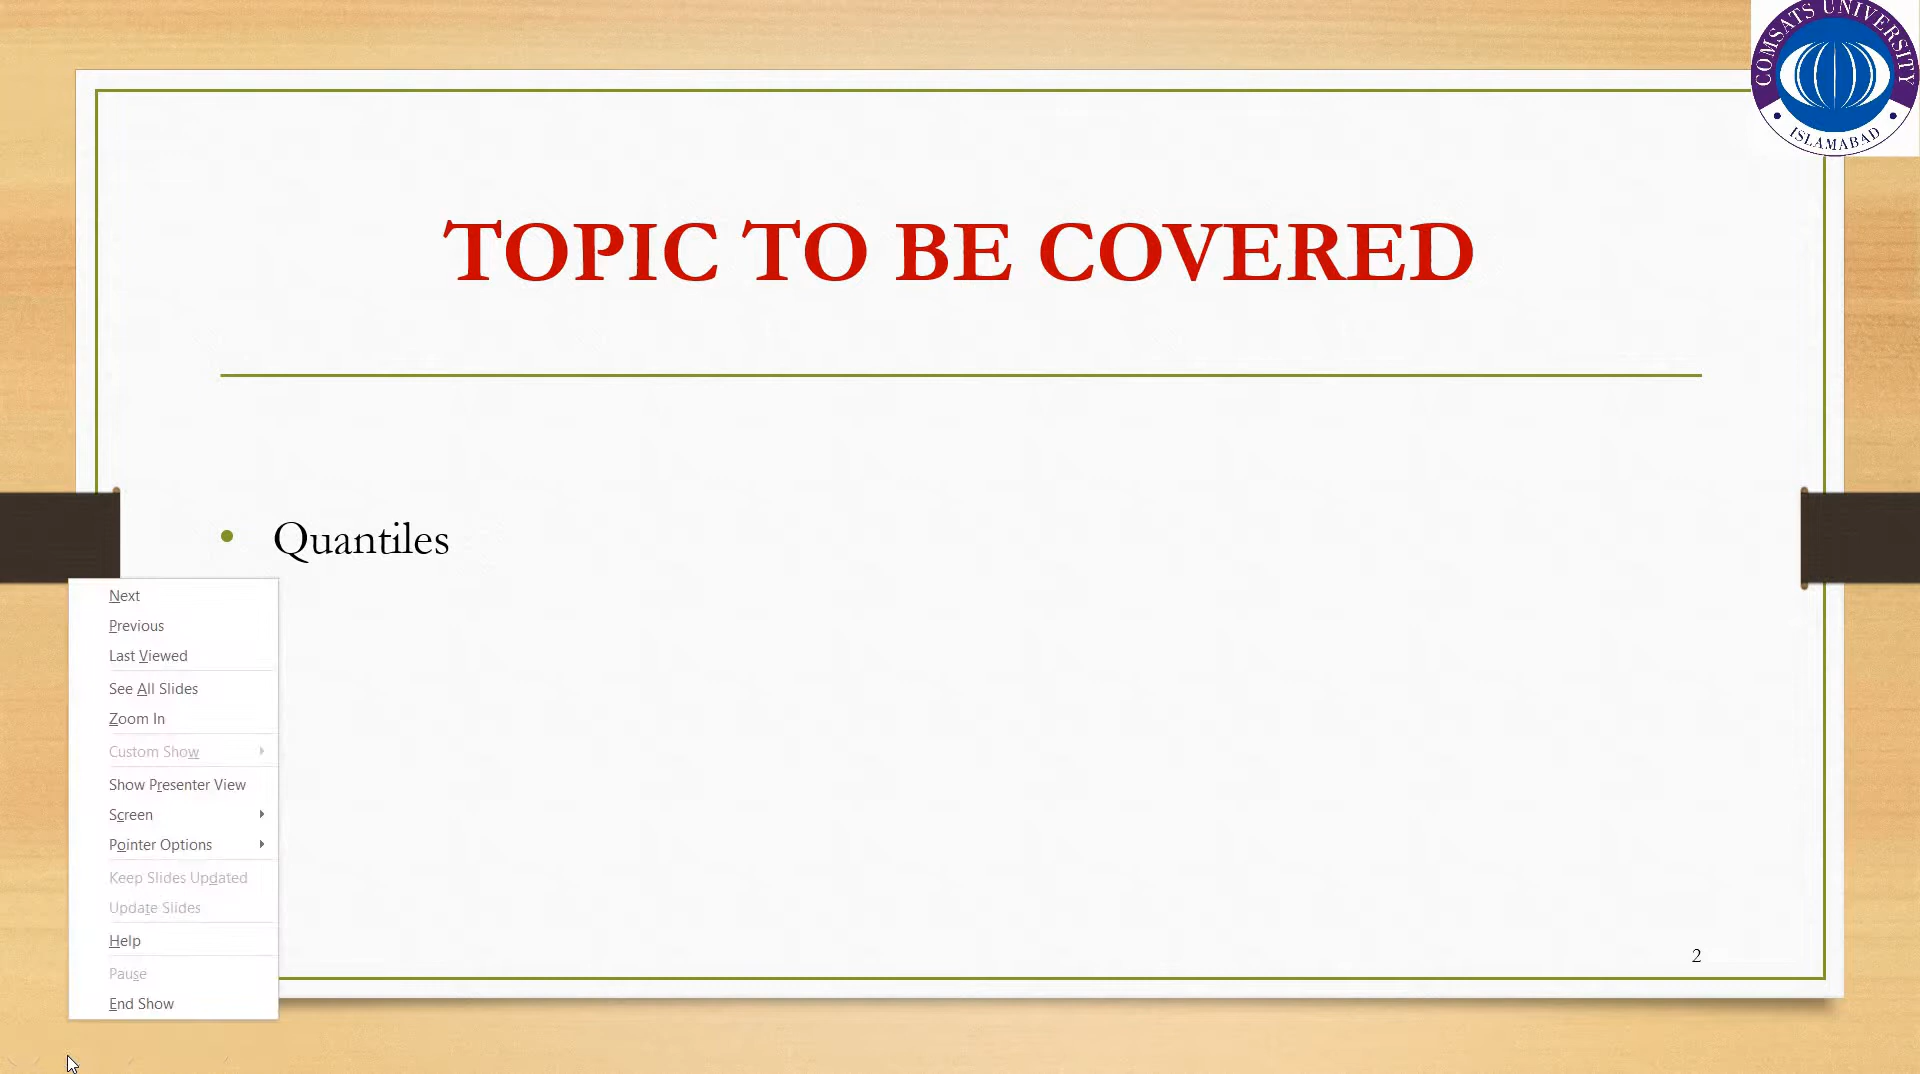 COMSATS UNIVERSITY
ISLAMABAD
TOPIC TO BE COVERED
• Quantiles
Next
Previous
Last Viewed
See All Slides
Zoom In
Custom Show
Show Presenter View
Screen
Pointer Options
Keep Slides Updated
Update Slides
Help
Pause
End Show
2